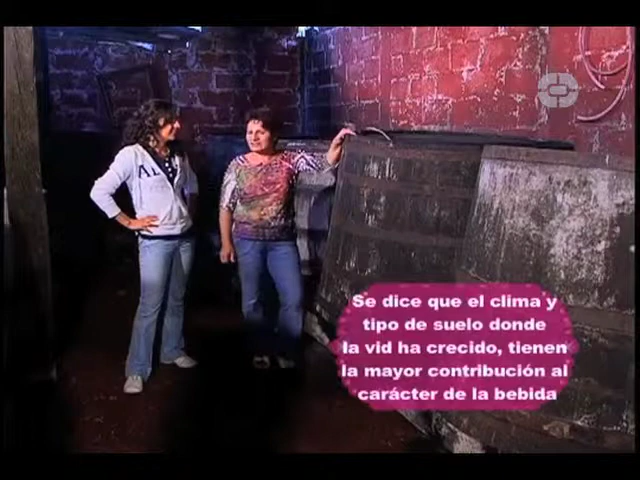 AL
Se dice que el clima y
tipo de suelo donde
la vid ha crecido, tienen
la mayor contribución al
carácter de la bebida